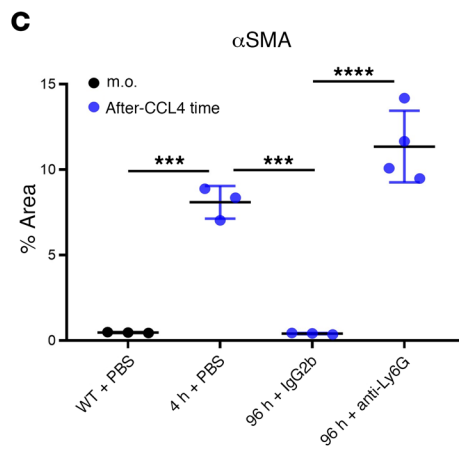 c
αSMA
m.o.
After-CCL4 time
****
***
***
% Area
15
10
5
0
WT + PBS
4 h + PBS
96 h + IgG2b
96 h + anti-Ly6G